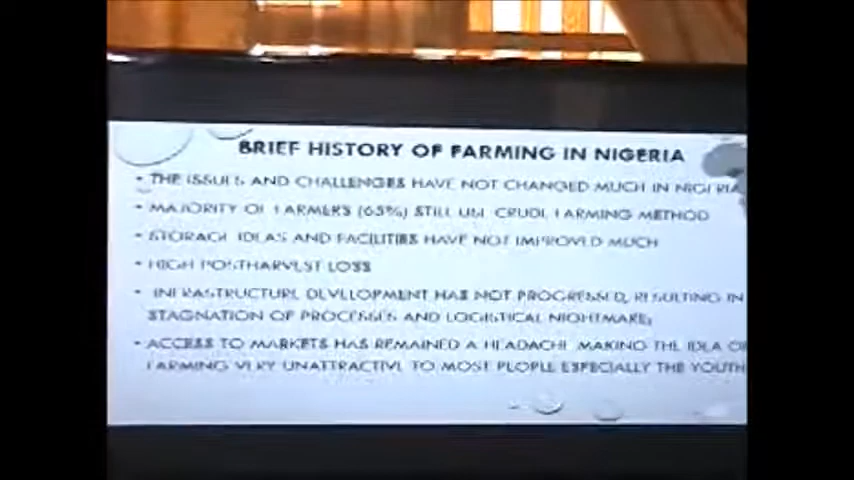 BRIEF HISTORY OF FARMING IN NIGERIA
• THE ISSUES AND CHALLENGES HAVE NOT CHANGED MUCH IN NIGERIA
• MAJORITY OF FARMERS (65%) STILL USE CRUDE FARMING METHOD
• STORAGE IDEAS AND FACILITIES HAVE NOT IMPROVED MUCH
• HIGH POSTHARVEST LOSS
• INFRASTRUCTURE DEVELOPMENT HAS NOT PROGRESSED, RESULTING IN
STAGNATION OF PROCESSES AND LOGISTICAL NIGHTMARE;
• ACCESS TO MARKETS HAS REMAINED A HEADACHE MAKING THE IDEA OF
FARMING VERY UNATTRACTIVE TO MOST PEOPLE ESPECIALLY THE YOUTH